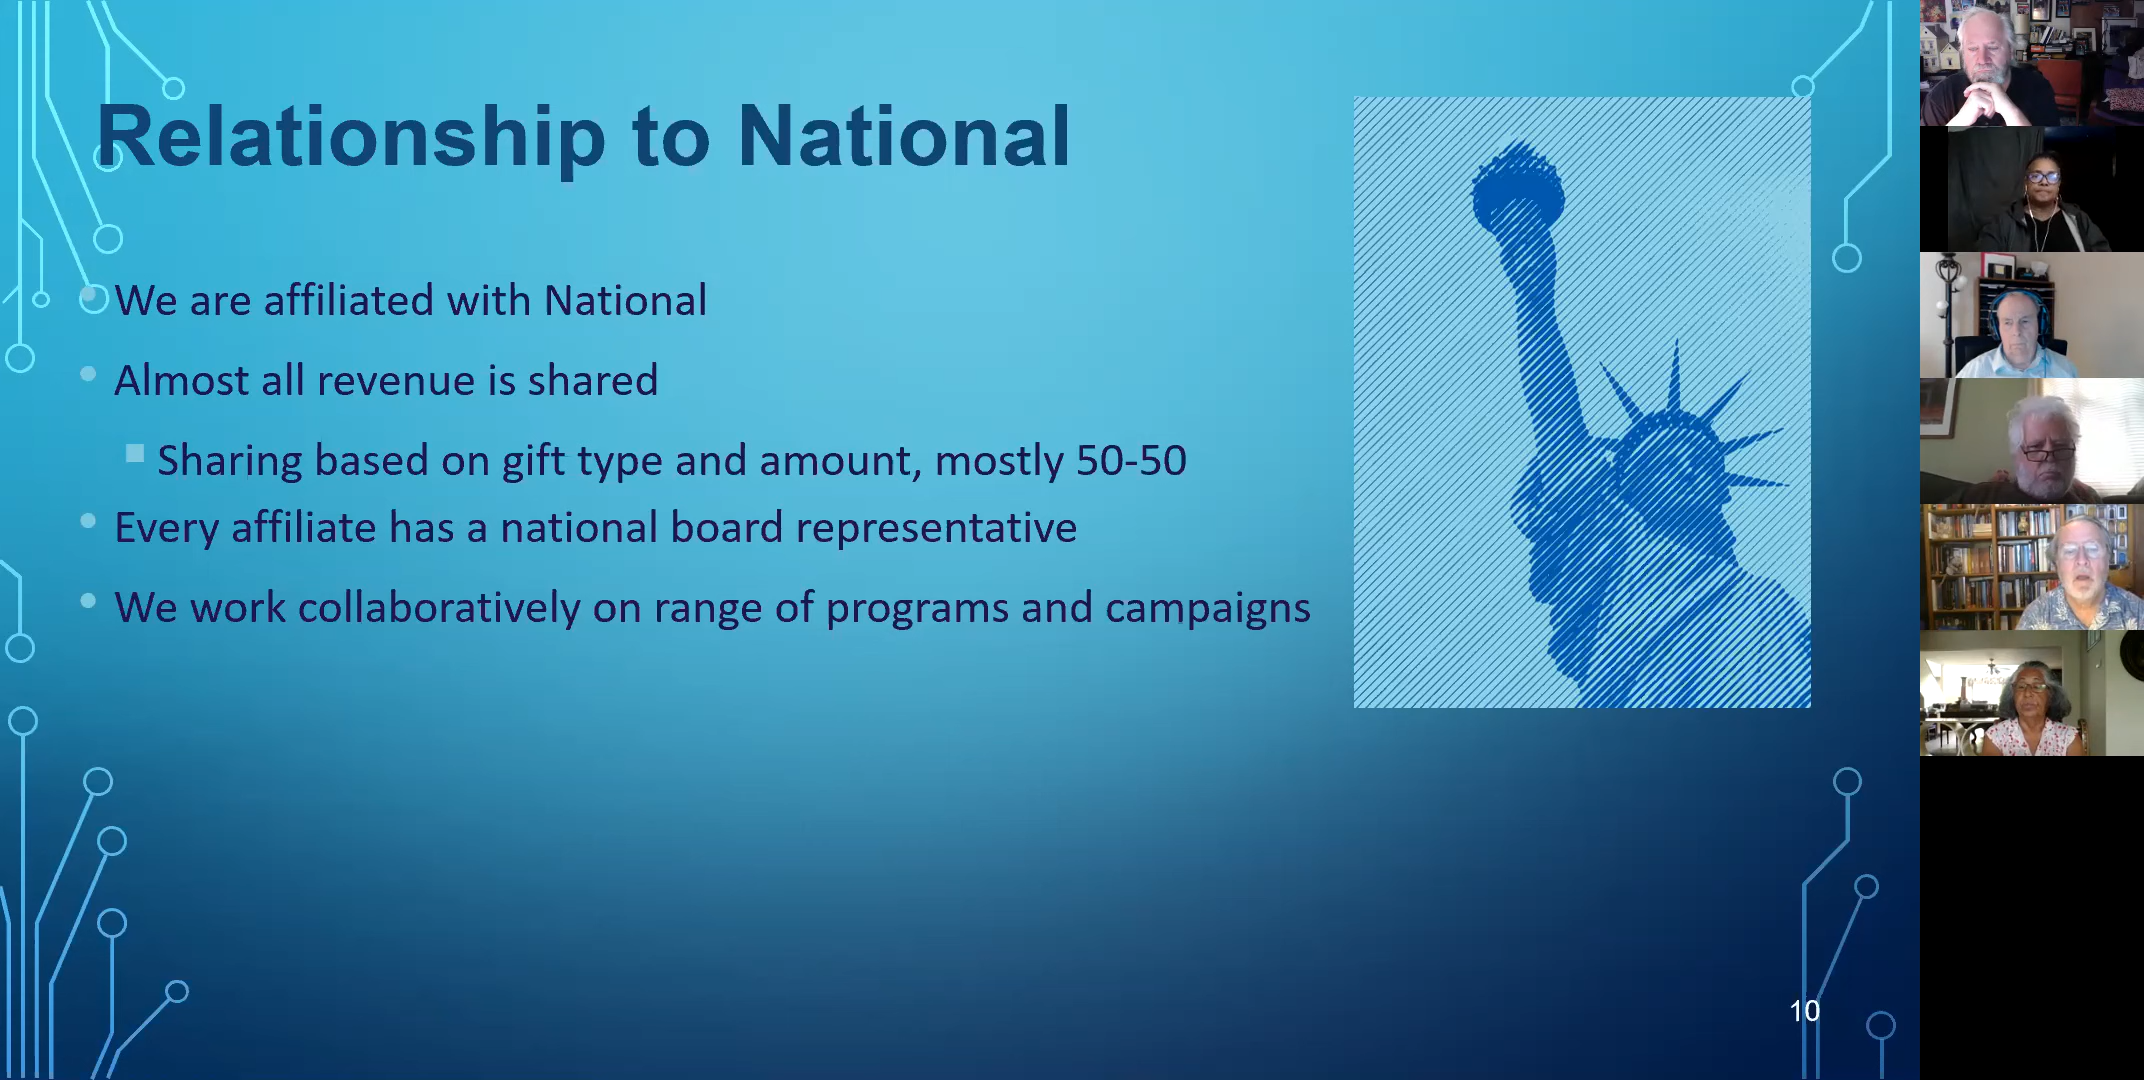 Relationship to National
We are affiliated with National
Almost all revenue is shared
Sharing based on gift type and amount, mostly 50-50
Every affiliate has a national board representative
We work collaboratively on range of programs and campaigns
10